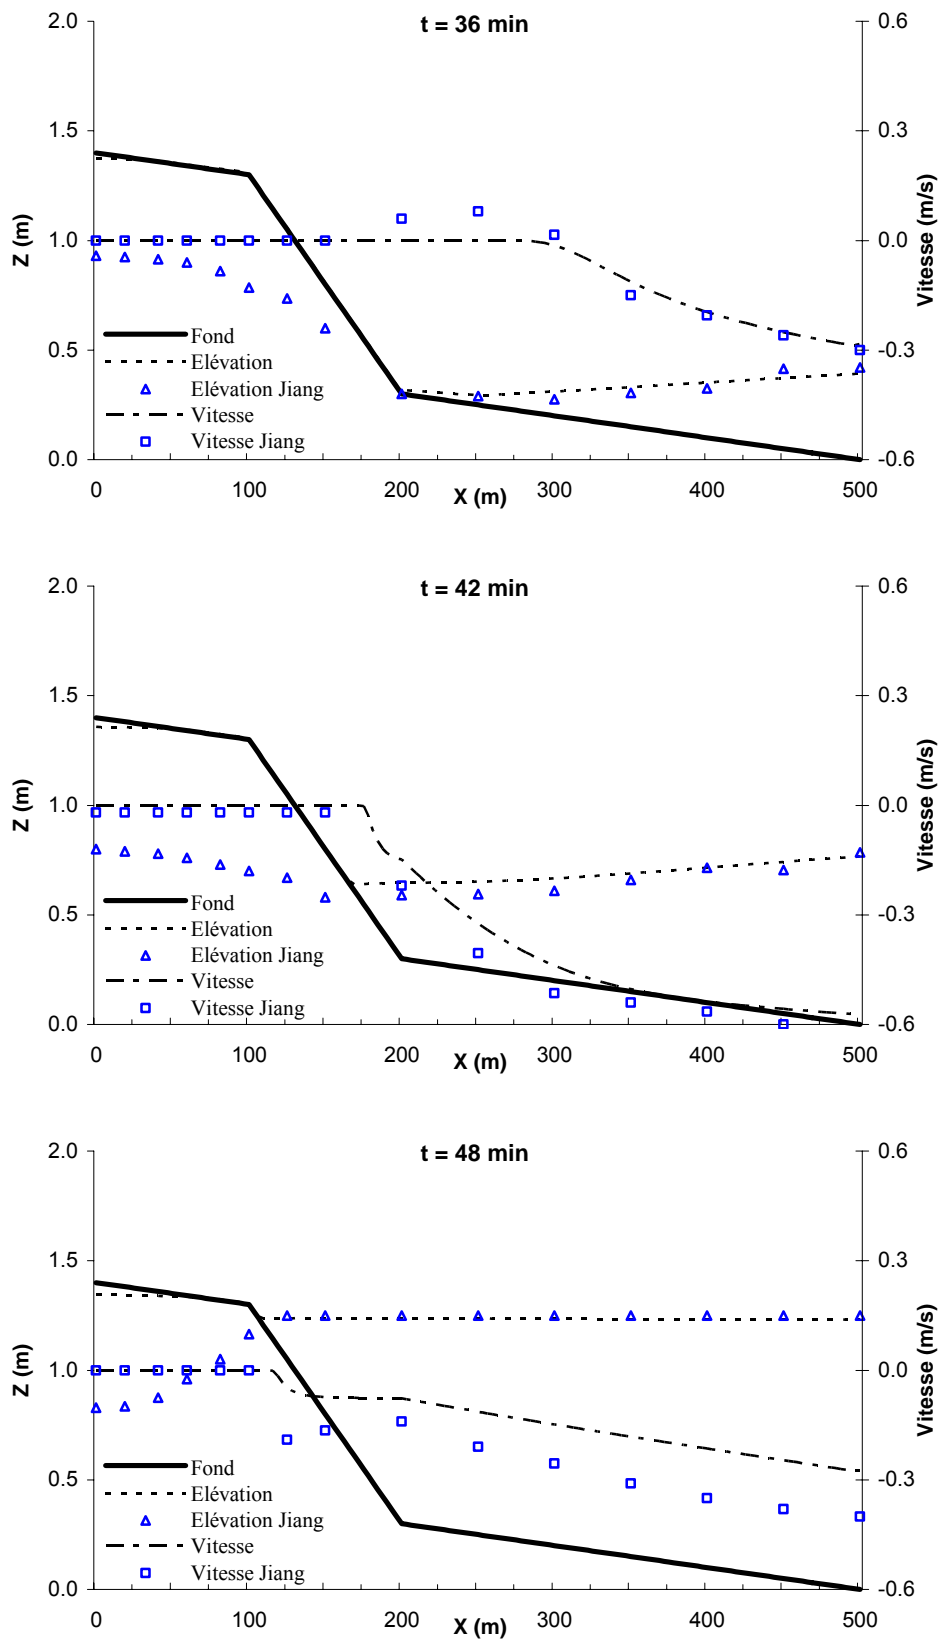 t = 36 min
2.0
1.5
1.0
0.5
0.0
Z (m)
0.6
0.3
0.0
-0.3
-0.6
Vitesse (m/s)
Fond
Elévation
Elévation Jiang
Vitesse
Vitesse Jiang
0 100 200 300 400 500
X (m)
t = 42 min
2.0
1.5
1.0
0.5
0.0
Z (m)
0.6
0.3
0.0
-0.3
-0.6
Vitesse (m/s)
Fond
Elévation
Elévation Jiang
Vitesse
Vitesse Jiang
0 100 200 300 400 500
X (m)
t = 48 min
2.0
1.5
1.0
0.5
0.0
Z (m)
0.6
0.3
0.0
-0.3
-0.6
Vitesse (m/s)
Fond
Elévation
Elévation Jiang
Vitesse
Vitesse Jiang
0 100 200 300 400 500
X (m)